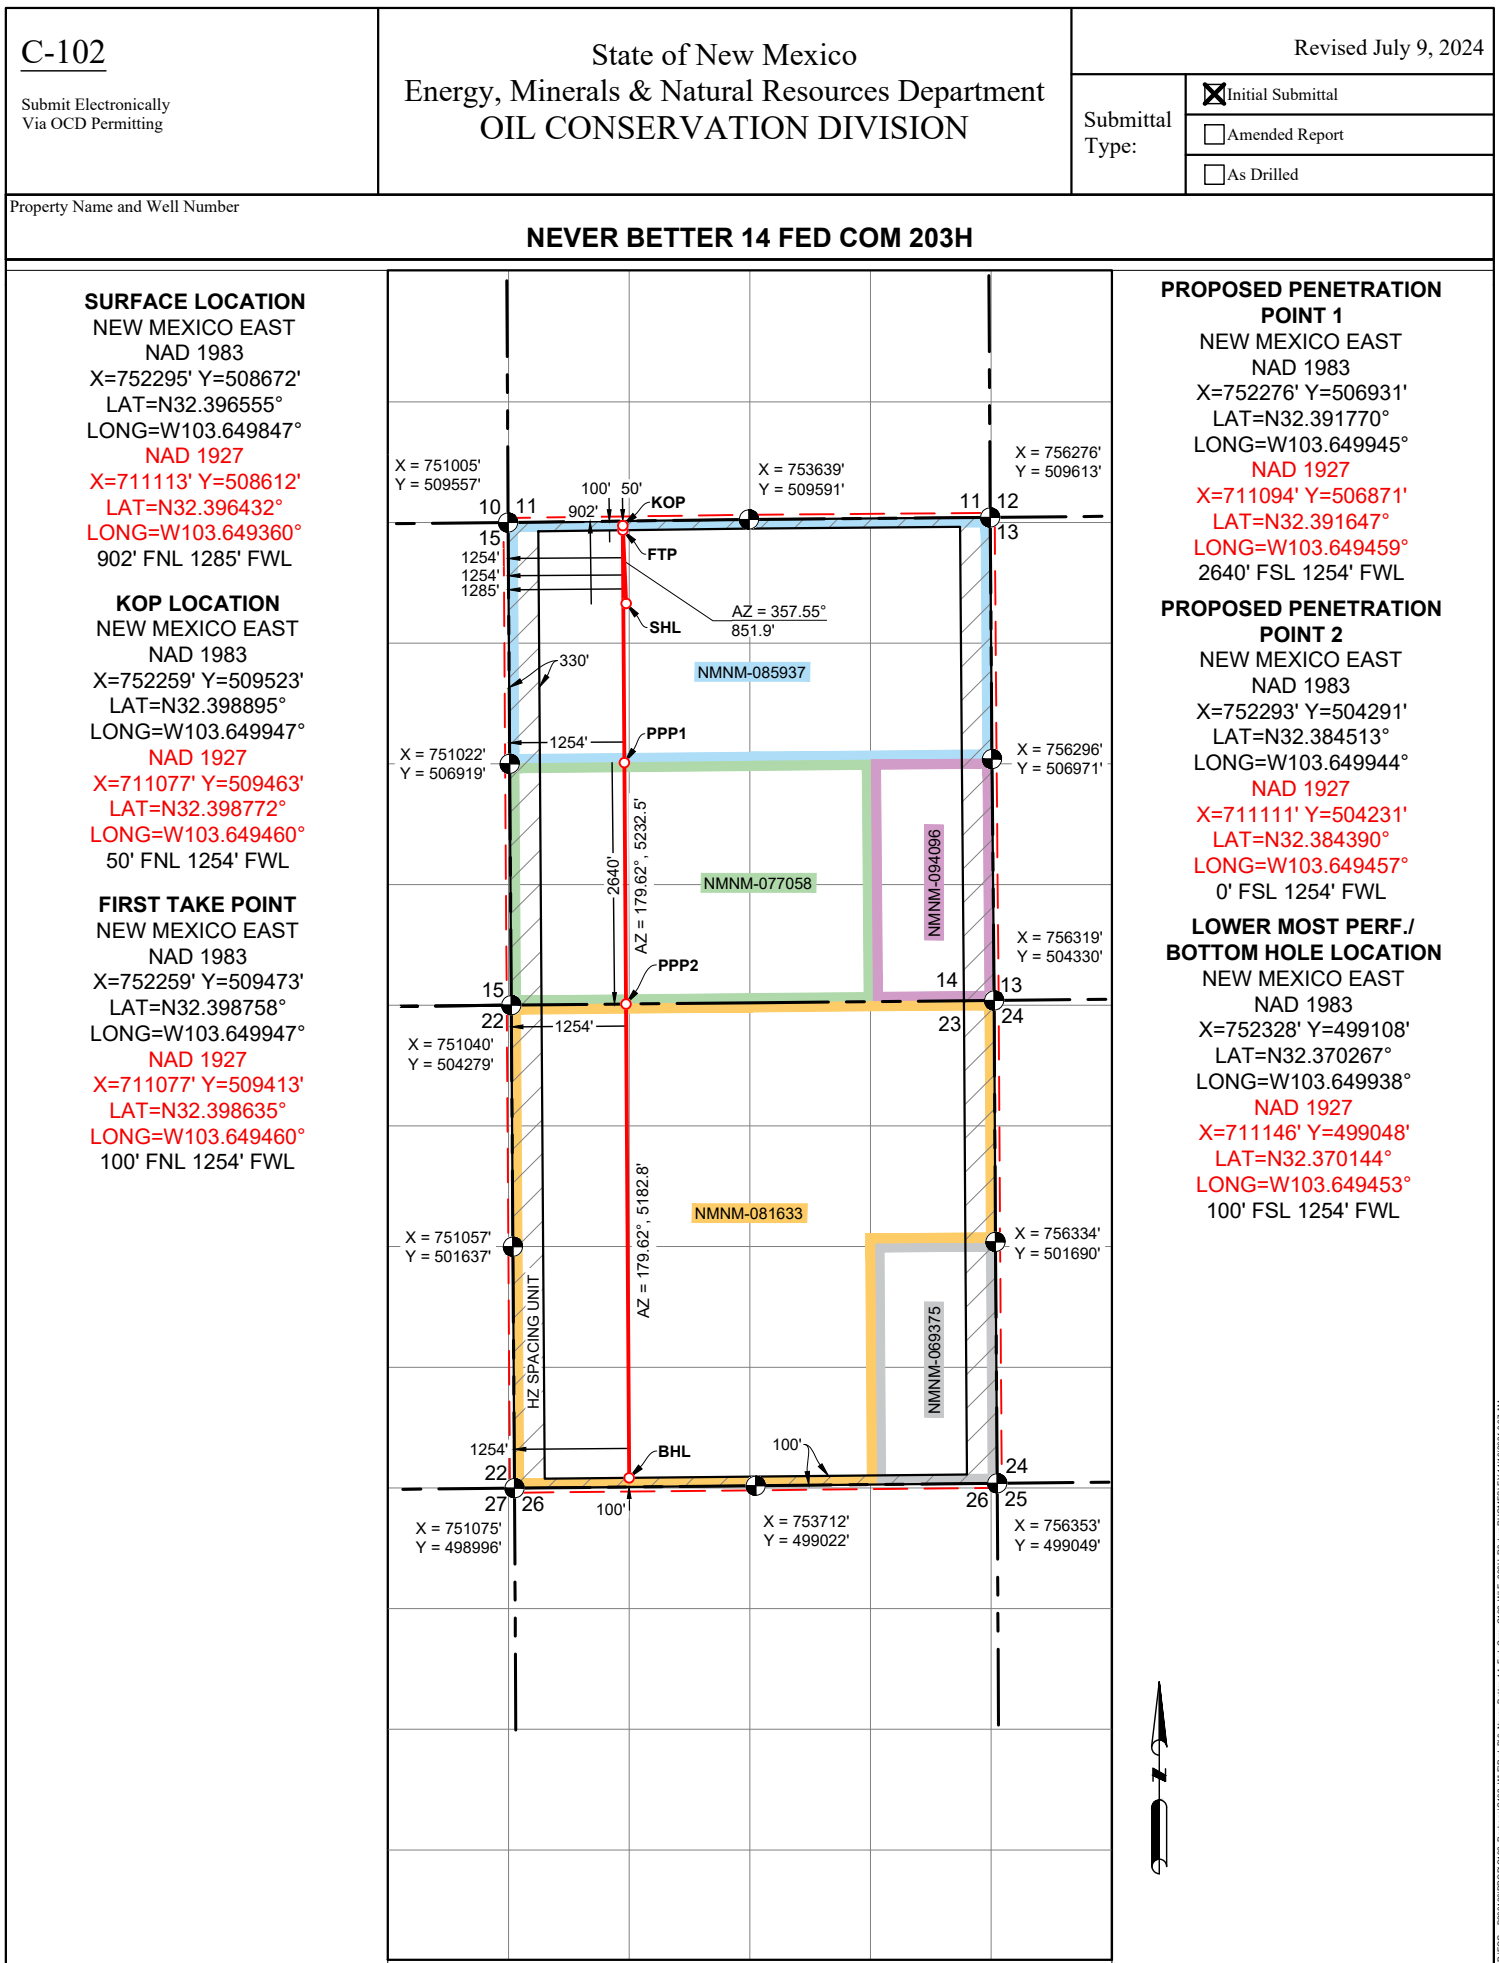 C-102
Submit Electronically
Via OCD Permitting
State of New Mexico
Energy, Minerals & Natural Resources Department
OIL CONSERVATION DIVISION
Revised July 9, 2024
Submittal
Type:
Initial Submittal
Amended Report
As Drilled
Property Name and Well Number
NEVER BETTER 14 FED COM 203H
SURFACE LOCATION
NEW MEXICO EAST
NAD 1983
X=752295' Y=508672'
LAT=N32.396555°
LONG=W103.649847°
NAD 1927
X=711113' Y=508612'
LAT=N32.396432°
LONG=W103.649360°
902' FNL 1285' FWL
KOP LOCATION
NEW MEXICO EAST
NAD 1983
X=752259' Y=509523'
LAT=N32.398895°
LONG=W103.649947°
NAD 1927
X=711077' Y=509463'
LAT=N32.398772°
LONG=W103.649460°
50' FNL 1254' FWL
FIRST TAKE POINT
NEW MEXICO EAST
NAD 1983
X=752259' Y=509473'
LAT=N32.398758°
LONG=W103.649947°
NAD 1927
X=711077' Y=509413'
LAT=N32.398635°
LONG=W103.649460°
100' FNL 1254' FWL
X = 751005'
Y = 509557'
X = 753639'
Y = 509591'
X = 756276'
Y = 509613'
100' 50'
KOP
902'
10 11
11 12
15
13
FTP
1254'
1254'
1285'
AZ = 357.55°
851.9'
SHL
330'
NMNM-085937
PPP1
1254'
X = 751022'
Y = 506919'
X = 756296'
Y = 506971'
2640'
AZ = 179.62°, 5232.5'
NMNM-077058
NMNM-094096
X = 756319'
Y = 504330'
PPP2
15
14 13
22
1254'
23 24
X = 751040'
Y = 504279'
AZ = 179.62°, 5182.8'
NMNM-081633
X = 751057'
Y = 501637'
X = 756334'
Y = 501690'
HZ SPACING UNIT
NMNM-069375
1254'
BHL
100'
22
24
27 26
100'
26 25
X = 751075'
Y = 498996'
X = 753712'
Y = 499022'
X = 756353'
Y = 499049'
N
PROPOSED PENETRATION
POINT 1
NEW MEXICO EAST
NAD 1983
X=752276' Y=506931'
LAT=N32.391770°
LONG=W103.649945°
NAD 1927
X=711094' Y=506871'
LAT=N32.391647°
LONG=W103.649459°
2640' FSL 1254' FWL
PROPOSED PENETRATION
POINT 2
NEW MEXICO EAST
NAD 1983
X=752293' Y=504291'
LAT=N32.384513°
LONG=W103.649944°
NAD 1927
X=711111' Y=504231'
LAT=N32.384390°
LONG=W103.649457°
0' FSL 1254' FWL
LOWER MOST PERF./
BOTTOM HOLE LOCATION
NEW MEXICO EAST
NAD 1983
X=752328' Y=499108'
LAT=N32.370267°
LONG=W103.649938°
NAD 1927
X=711146' Y=499048'
LAT=N32.370144°
LONG=W103.649453°
100' FSL 1254' FWL